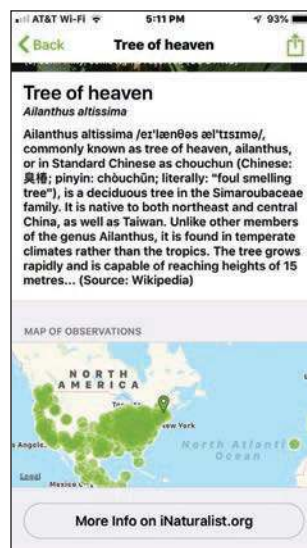 AT&T Wi-Fi 5:11 PM 93%
Back Tree of heaven
Tree of heaven
Ailanthus altissima
Ailanthus altissima /eɪˈlænθəs ælˈtɪsɪmə/,
commonly known as tree of heaven, ailanthus,
or in Standard Chinese as chouchun (Chinese:
臭椿; pinyin: chòuchūn; literally: "foul smelling
tree"), is a deciduous tree in the Simaroubaceae
family. It is native to both northeast and central
China, as well as Taiwan. Unlike other members
of the genus Ailanthus, it is found in temperate
climates rather than the tropics. The tree grows
rapidly and is capable of reaching heights of 15
metres... (Source: Wikipedia)
MAP OF OBSERVATIONS
NORTH
AMERICA
New York
Angeles
North Atlantic
Ocean
Legal
Mexico
More Info on iNaturalist.org